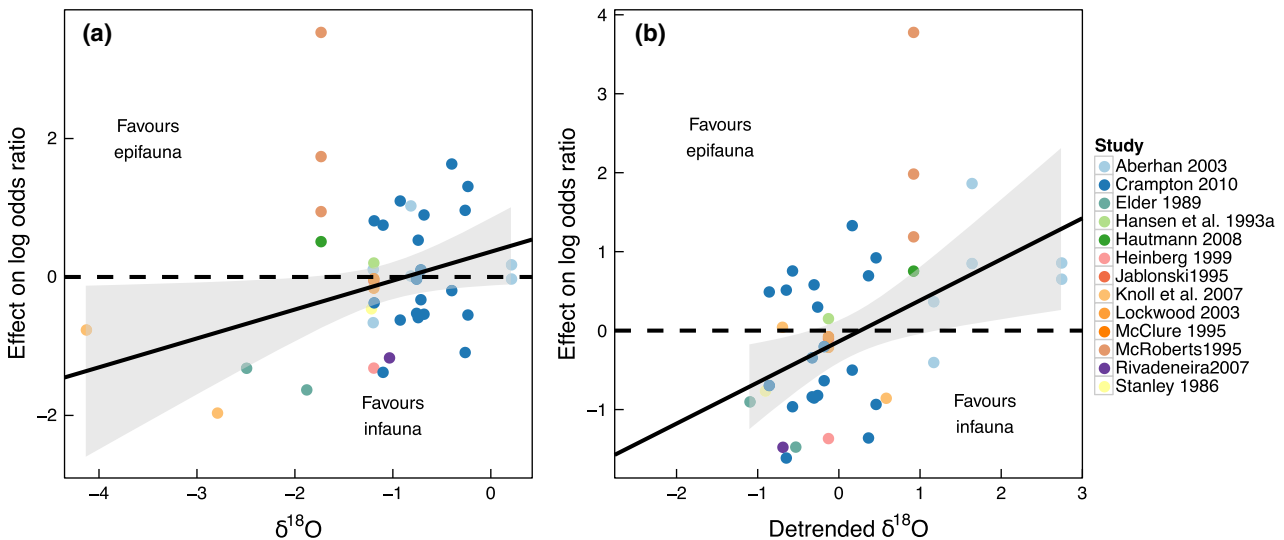 (a)
Favours
epifauna
Favours
infauna
Effect on log odds ratio
2
0
−2
−4
−3
−2
−1
0
δ¹⁸O
(b)
Favours
epifauna
Favours
infauna
Effect on log odds ratio
4
3
2
1
0
−1
−2
−1
0
1
2
3
Detrended δ¹⁸O
Study
Aberhan 2003
Crampton 2010
Elder 1989
Hansen et al. 1993a
Hautmann 2008
Heinberg 1999
Jablonski1995
Knoll et al. 2007
Lockwood 2003
McClure 1995
McRoberts1995
Rivadeneira2007
Stanley 1986